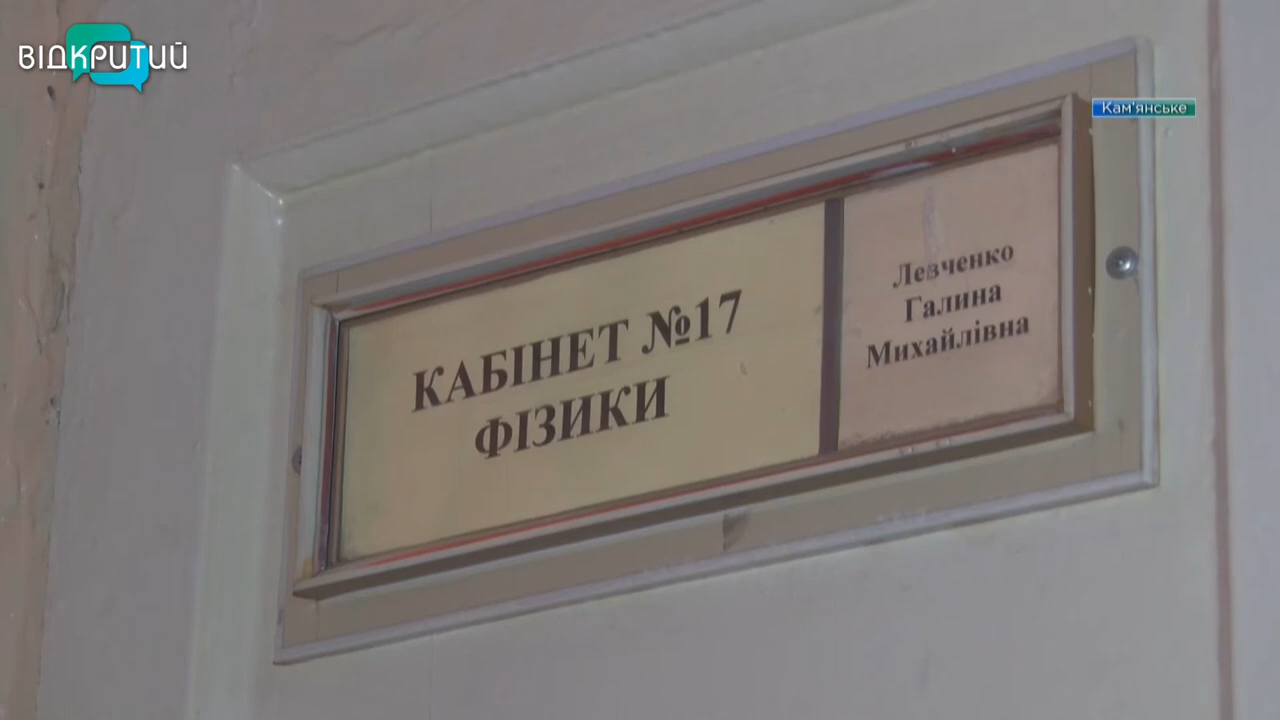 ВІДКРИТИЙ
Кам'янське
КАБІНЕТ №17
ФІЗИКИ
Левченко
Галина
Михайлівна